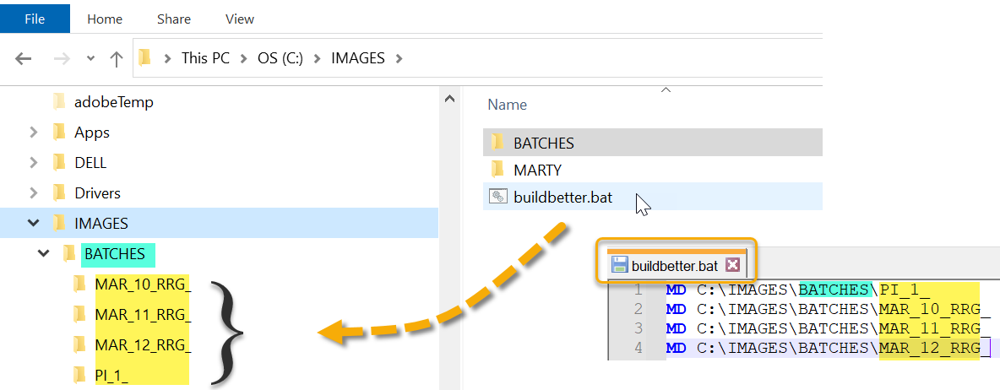 File Home Share View
This PC > OS (C:) > IMAGES >
adobeTemp
Apps
DELL
Drivers
IMAGES
BATCHES
MAR_10_RRG_
MAR_11_RRG_
MAR_12_RRG_
PI_1_
Name
BATCHES
MARTY
buildbetter.bat
buildbetter.bat
1 MD C:\IMAGES\BATCHES\PI_1_
2 MD C:\IMAGES\BATCHES\MAR_10_RRG_
3 MD C:\IMAGES\BATCHES\MAR_11_RRG_
4 MD C:\IMAGES\BATCHES\MAR_12_RRG_